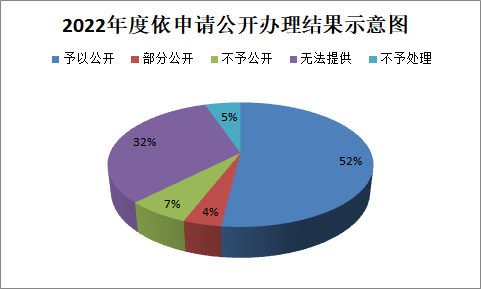 2022年度依申请公开办理结果示意图
予以公开 部分公开 不予公开 无法提供 不予处理
5%
32%
52%
7%
4%